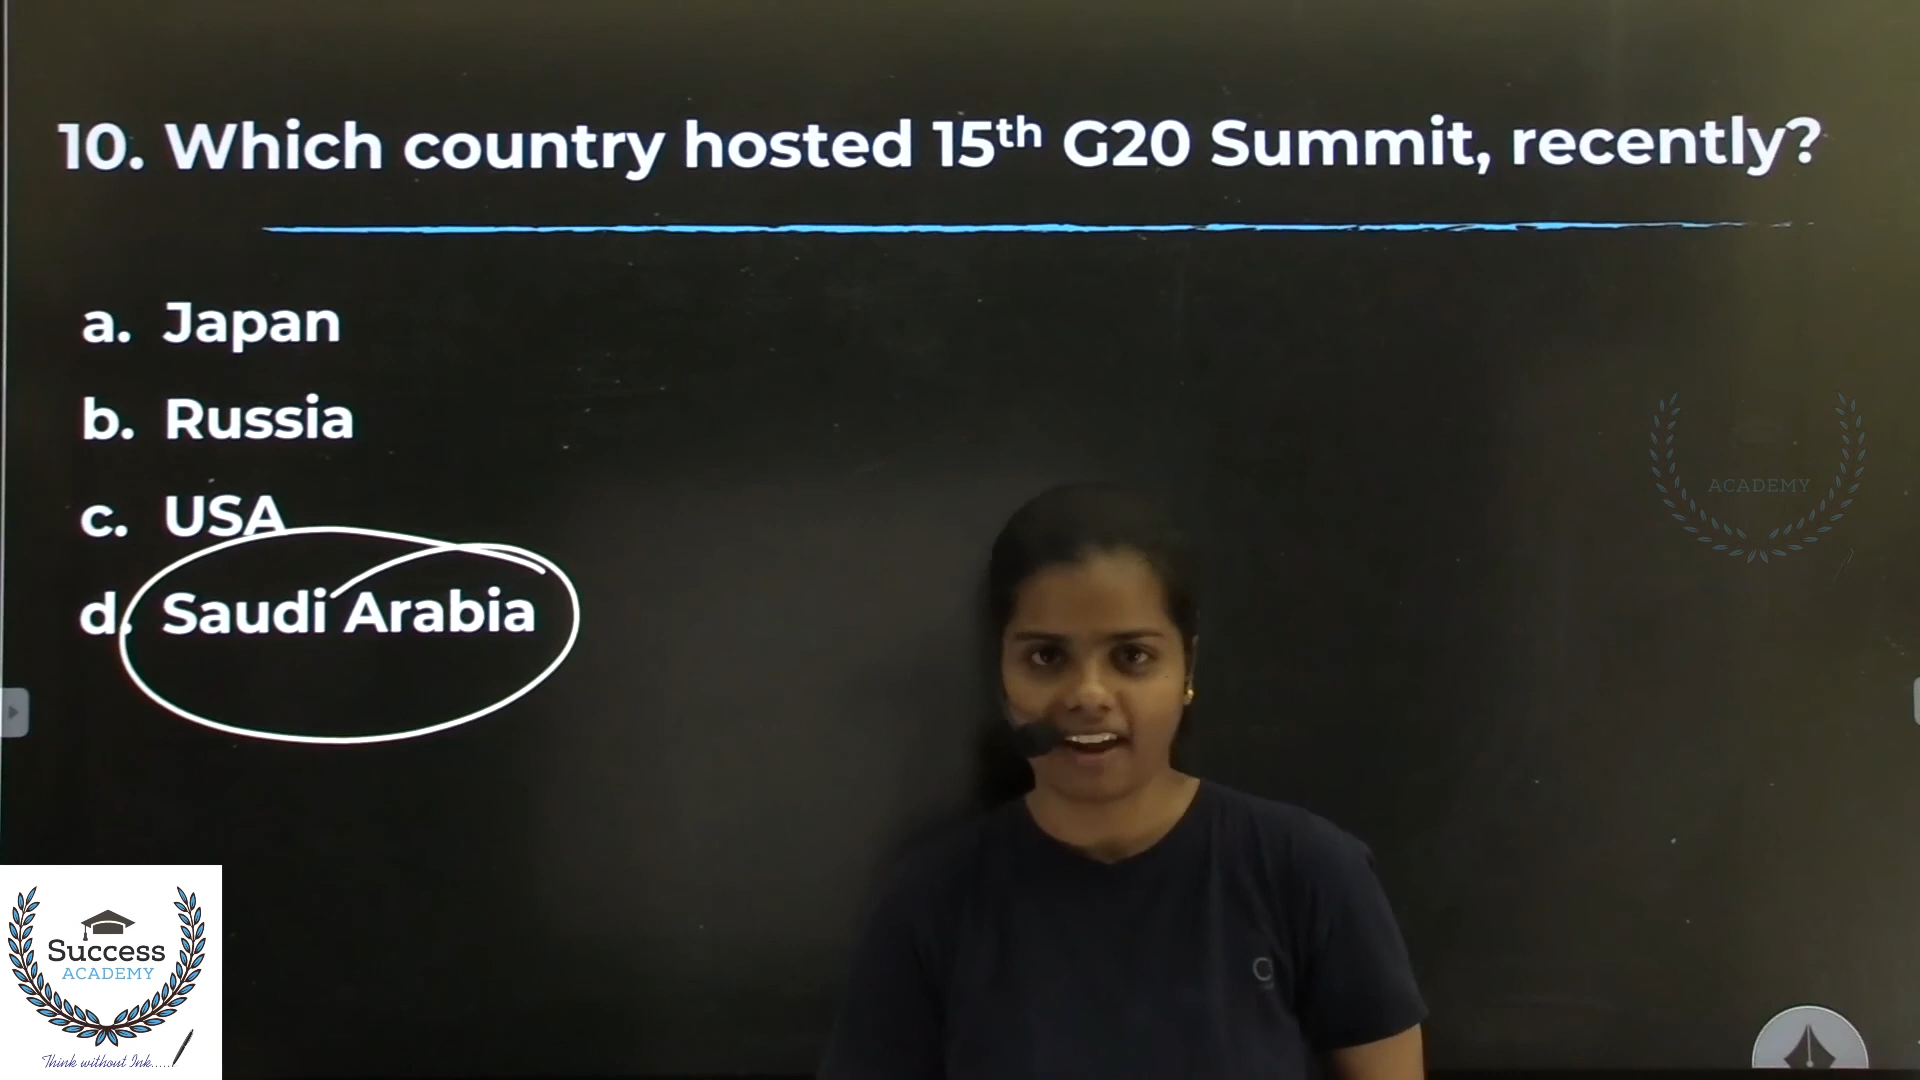 10. Which country hosted 15th G20 Summit, recently?
a. Japan
b. Russia
c. USA
d. Saudi Arabia
ACADEMY
Success
ACADEMY
Think without Ink......